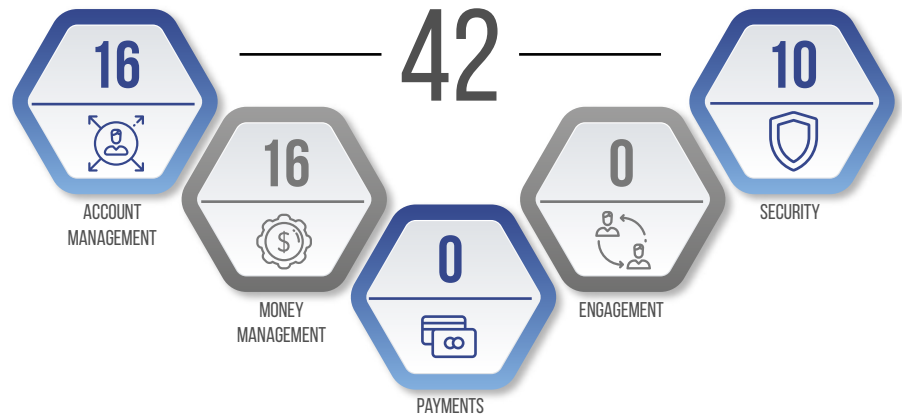 42
16
ACCOUNT
MANAGEMENT
16
$
MONEY
MANAGEMENT
0
PAYMENTS
0
ENGAGEMENT
10
SECURITY